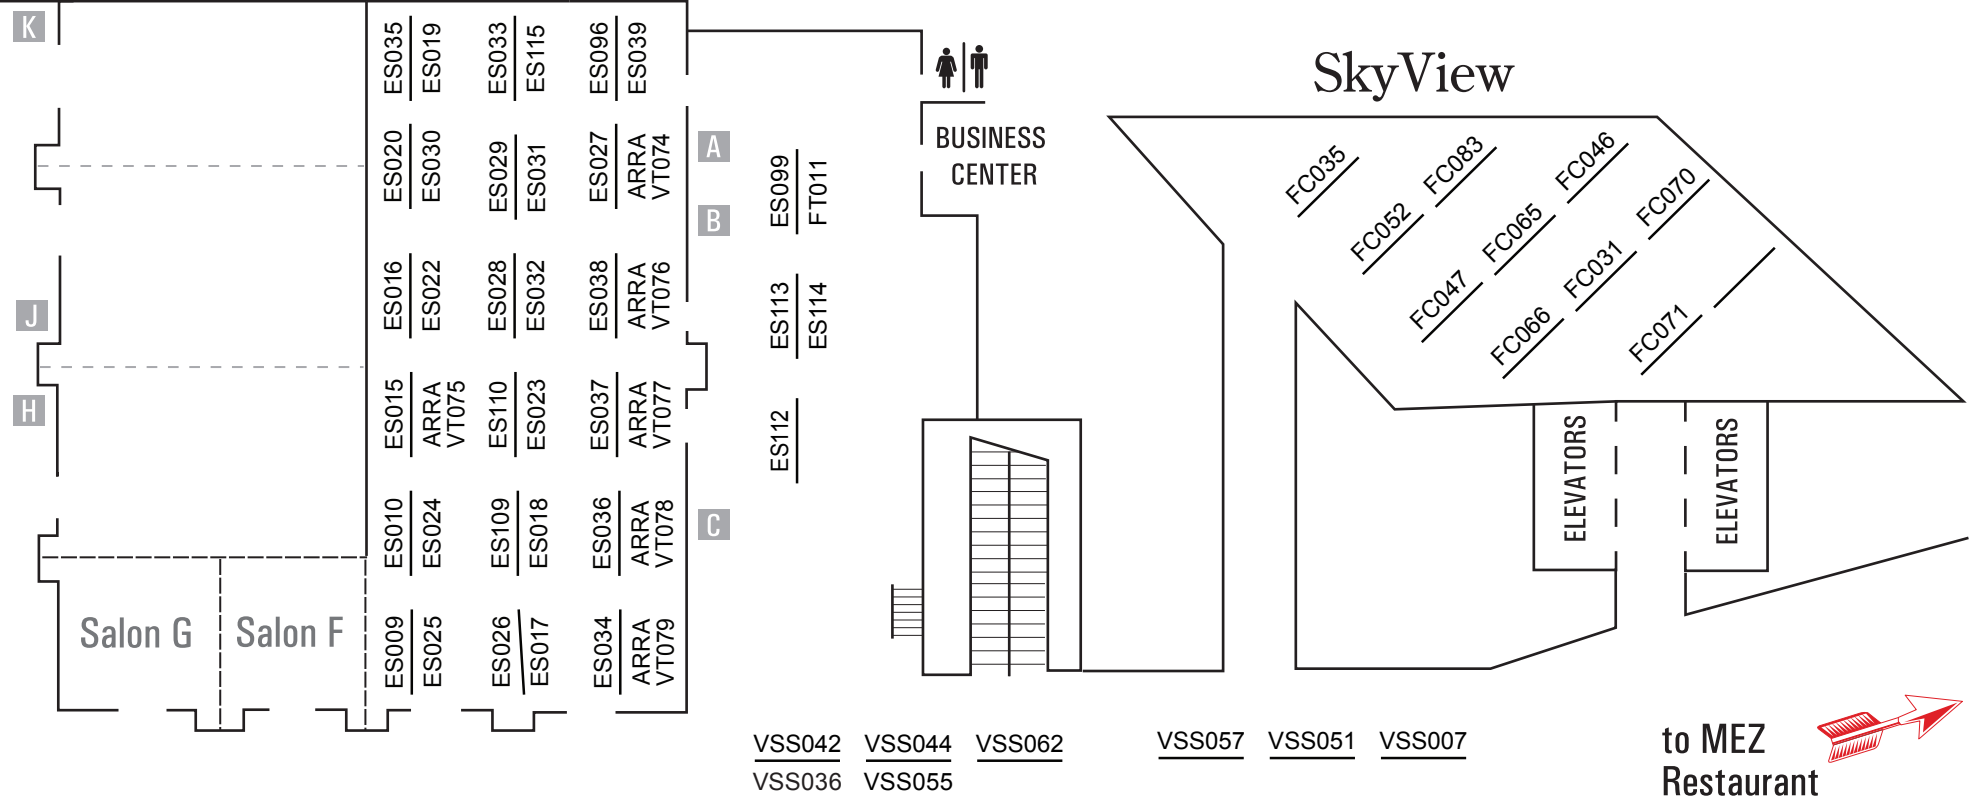 K
J
H
A
B
C
ES035
ES019
ES033
ES115
ES096
ES039
ES020
ES030
ES029
ES031
ES027
ARRA
VT074
ES016
ES022
ES028
ES032
ES038
ARRA
VT076
ES015
ARRA
VT075
ES110
ES023
ES037
ARRA
VT077
ES010
ES024
ES109
ES018
ES036
ARRA
VT078
ES009
ES025
ES026
ES017
ES034
ARRA
VT079
Salon G
Salon F
ES099
FT011
ES113
ES114
ES112
BUSINESS
CENTER
SkyView
FC035
FC052
FC083
FC047
FC065
FC046
FC066
FC031
FC070
FC071
ELEVATORS
ELEVATORS
VSS042
VSS044
VSS062
VSS036
VSS055
VSS057
VSS051
VSS007
to MEZ
Restaurant